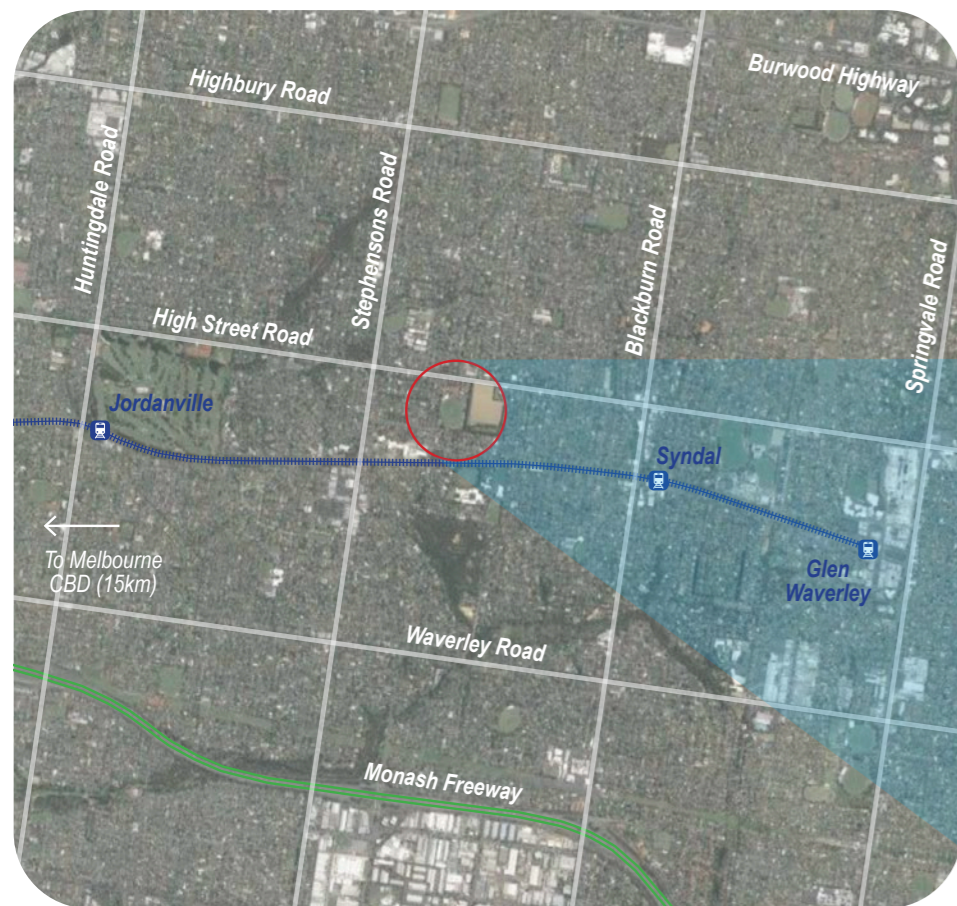 Highbury Road
Burwood Highway
Huntingdale Road
Stephensons Road
Blackburn Road
Springvale Road
High Street Road
Jordanville
Syndal
To Melbourne
CBD (15km)
Glen
Waverley
Waverley Road
Monash Freeway